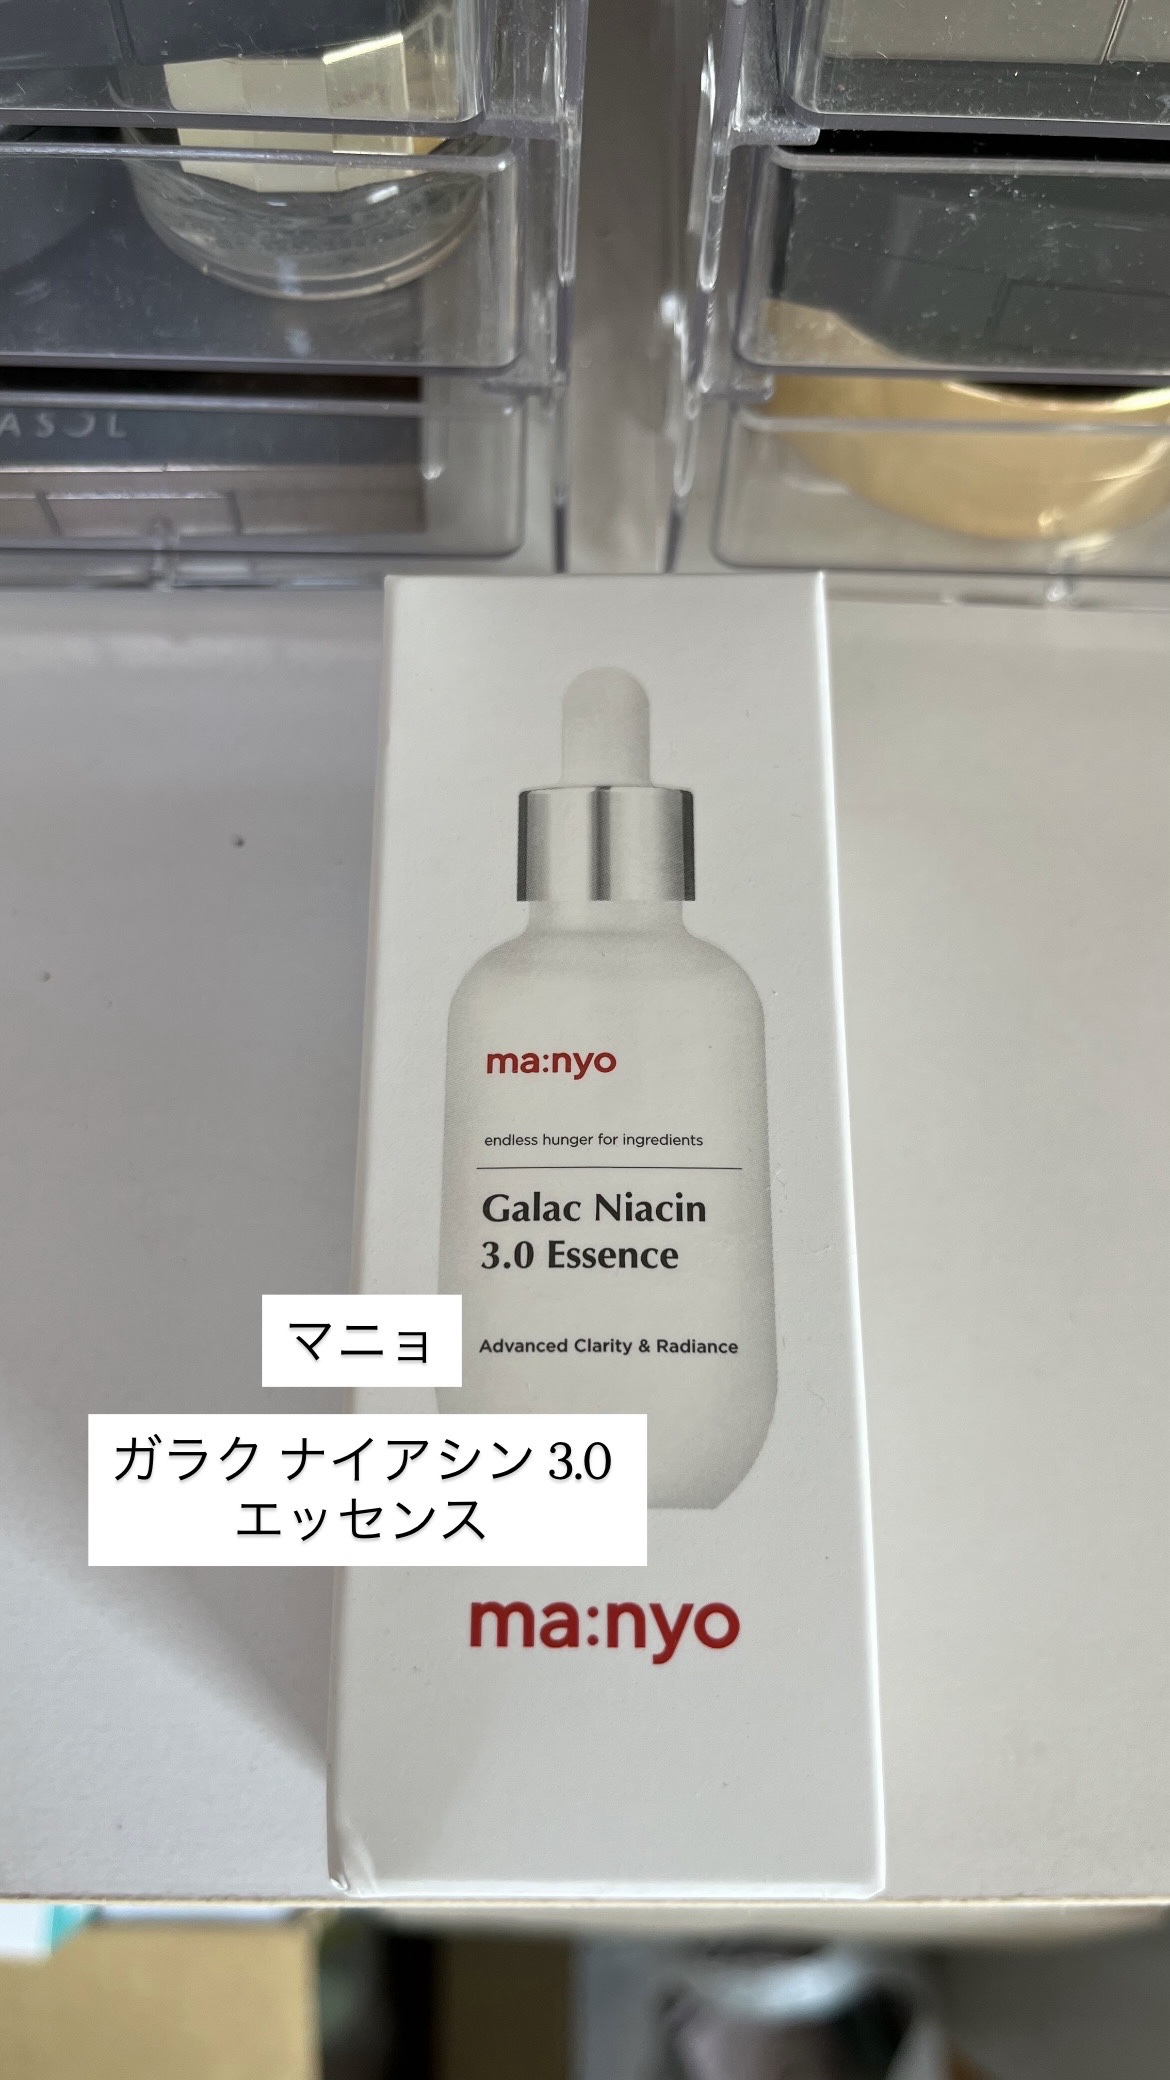 ma:nyo
endless hunger for ingredients
Galac Niacin
3.0 Essence
Advanced Clarity & Radiance
マニョ
ガラク ナイアシン 3.0
エッセンス
ma:nyo